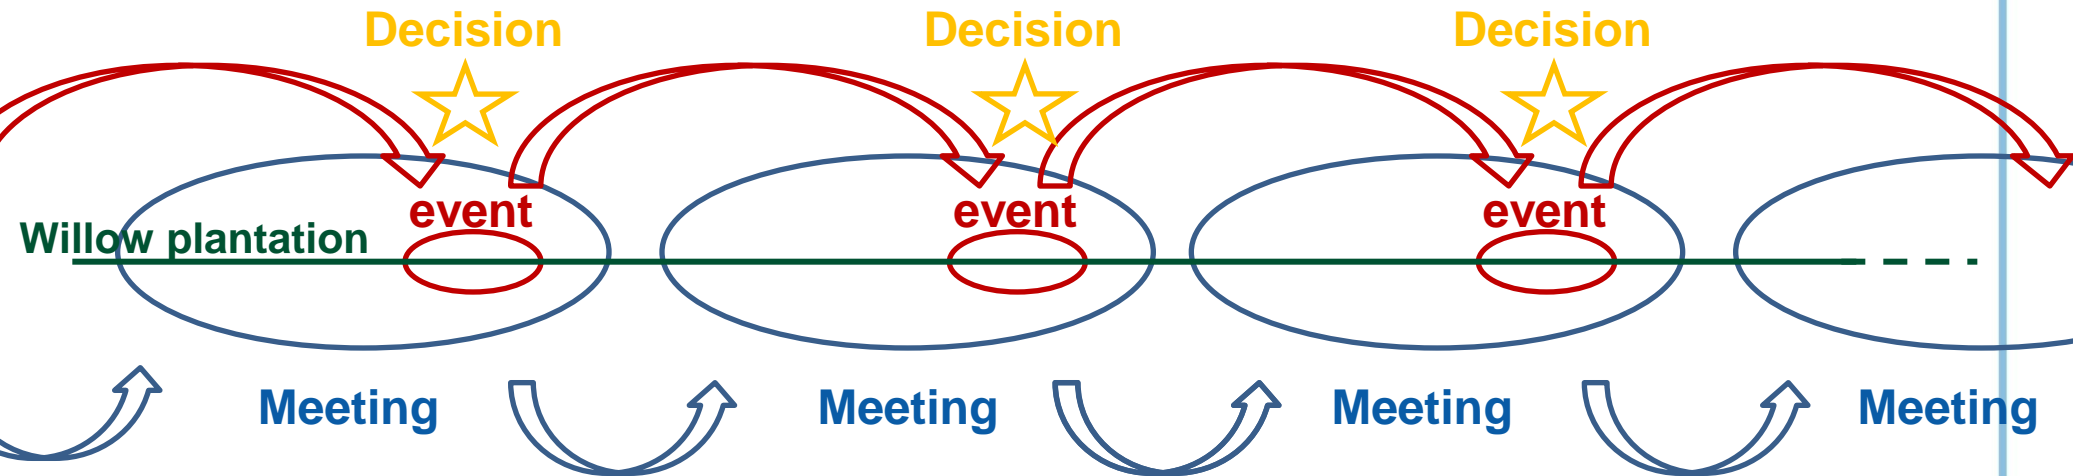 Decision Decision Decision
event event event
Willow plantation
Meeting Meeting Meeting Meeting